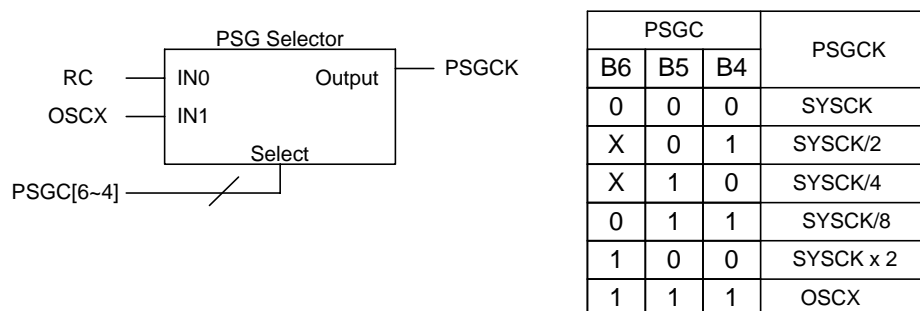 PSG Selector
RC IN0 Output PSGCK
OSCX IN1
Select
PSGC[6~4]
PSGC PSGCK
B6 B5 B4
0 0 0 SYSCK
X 0 1 SYSCK/2
X 1 0 SYSCK/4
0 1 1 SYSCK/8
1 0 0 SYSCK x 2
1 1 1 OSCX